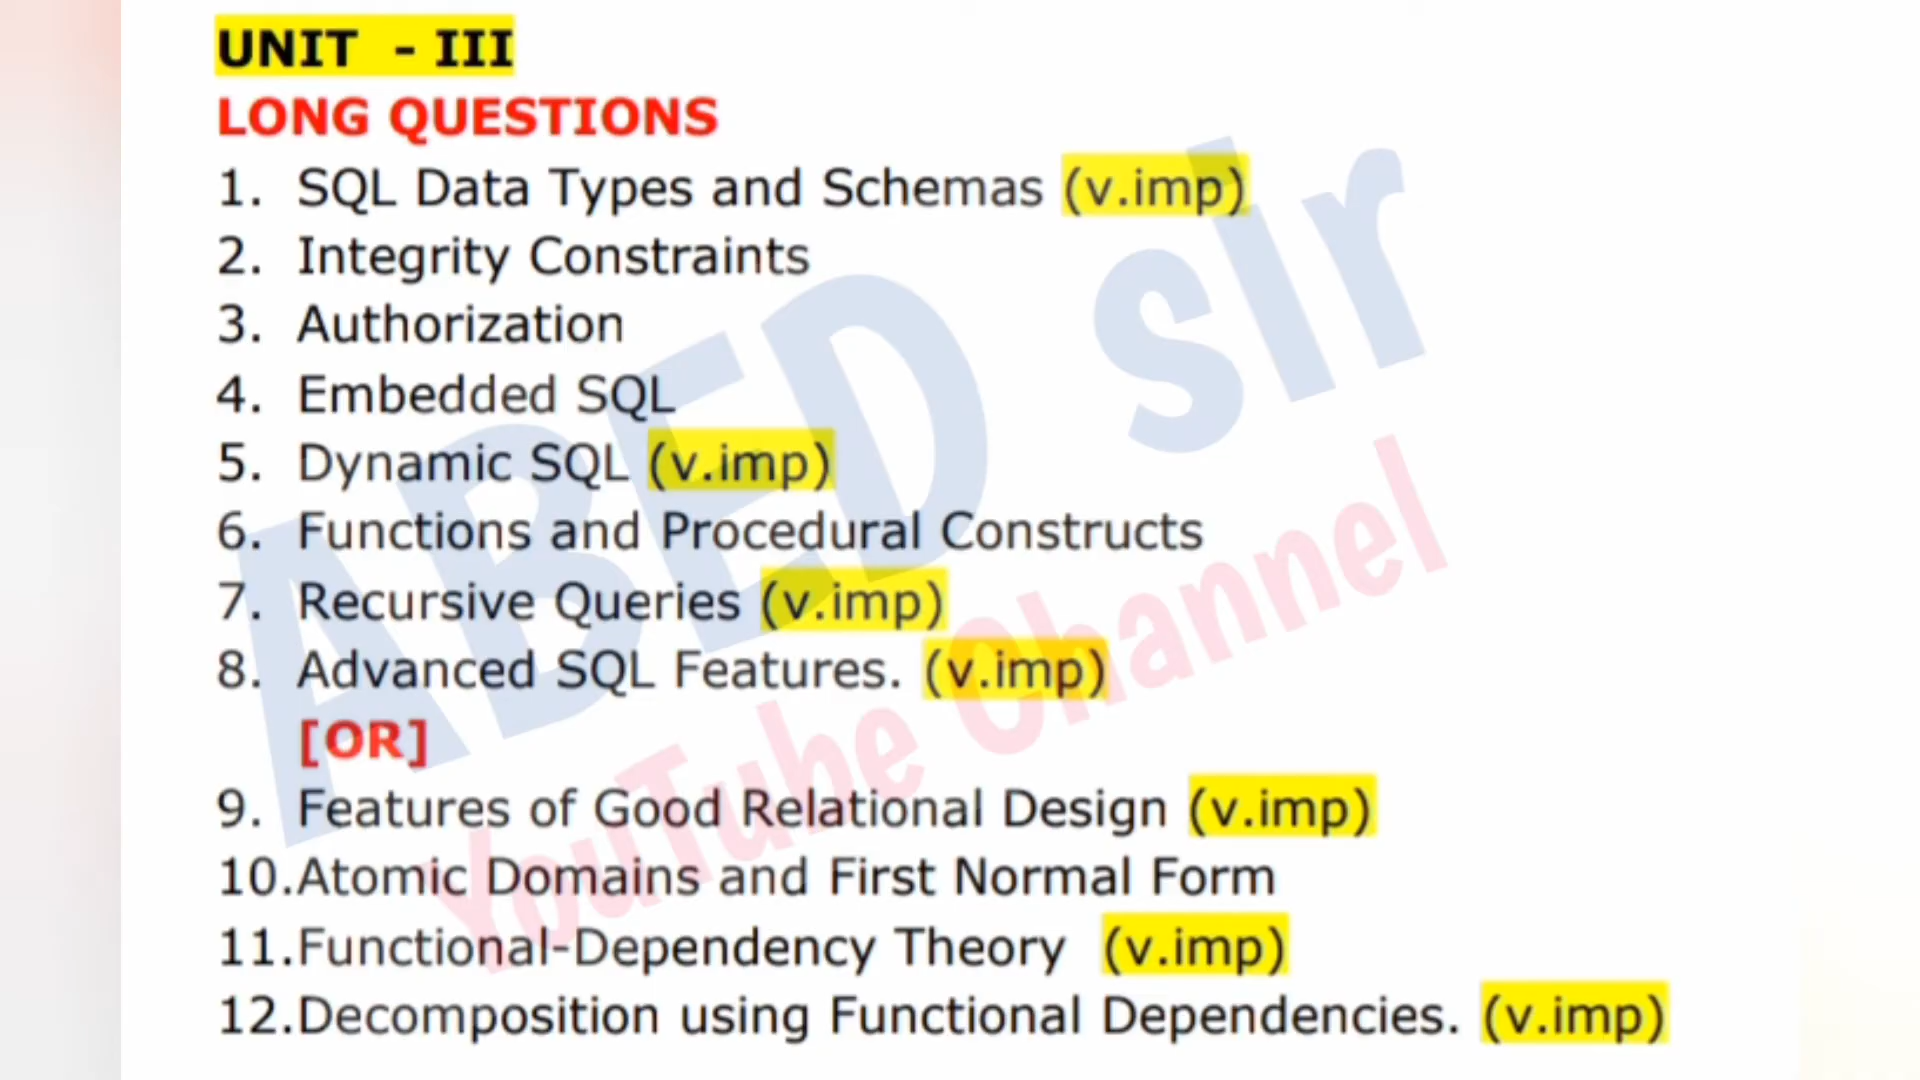 UNIT - III
LONG QUESTIONS
1. SQL Data Types and Schemas (v.imp)
2. Integrity Constraints
3. Authorization
4. Embedded SQL
5. Dynamic SQL (v.imp)
6. Functions and Procedural Constructs
7. Recursive Queries (v.imp)
8. Advanced SQL Features. (v.imp)
[OR]
9. Features of Good Relational Design (v.imp)
10.Atomic Domains and First Normal Form
11.Functional-Dependency Theory (v.imp)
12.Decomposition using Functional Dependencies. (v.imp)
ABED sir
YouTube Channel